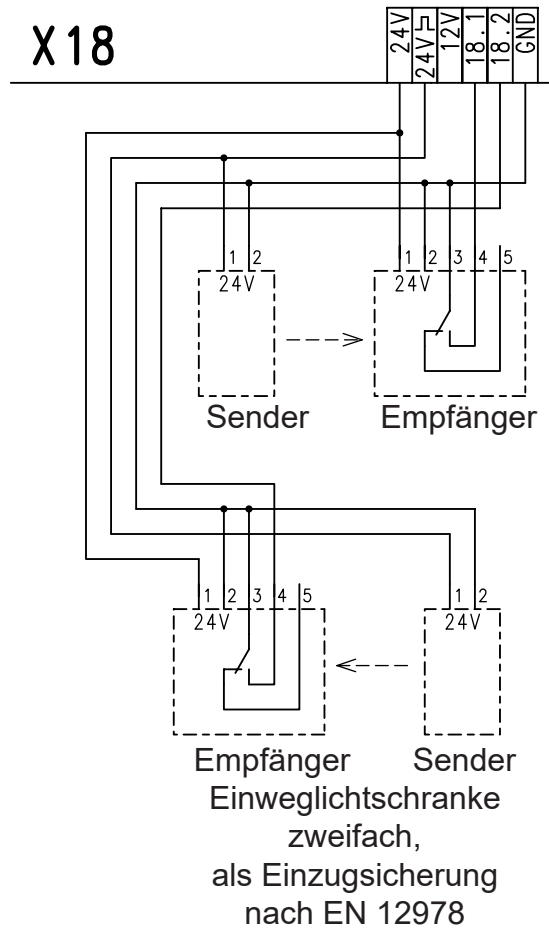 X18
24V
24V
12V
18.1
18.2
GND
1 2
24V
1 2 3 4 5
24V
Sender
Empfänger
1 2 3 4 5
24V
1 2
24V
Empfänger
Sender
Einweglichtschranke
zweifach,
als Einzugsicherung
nach EN 12978